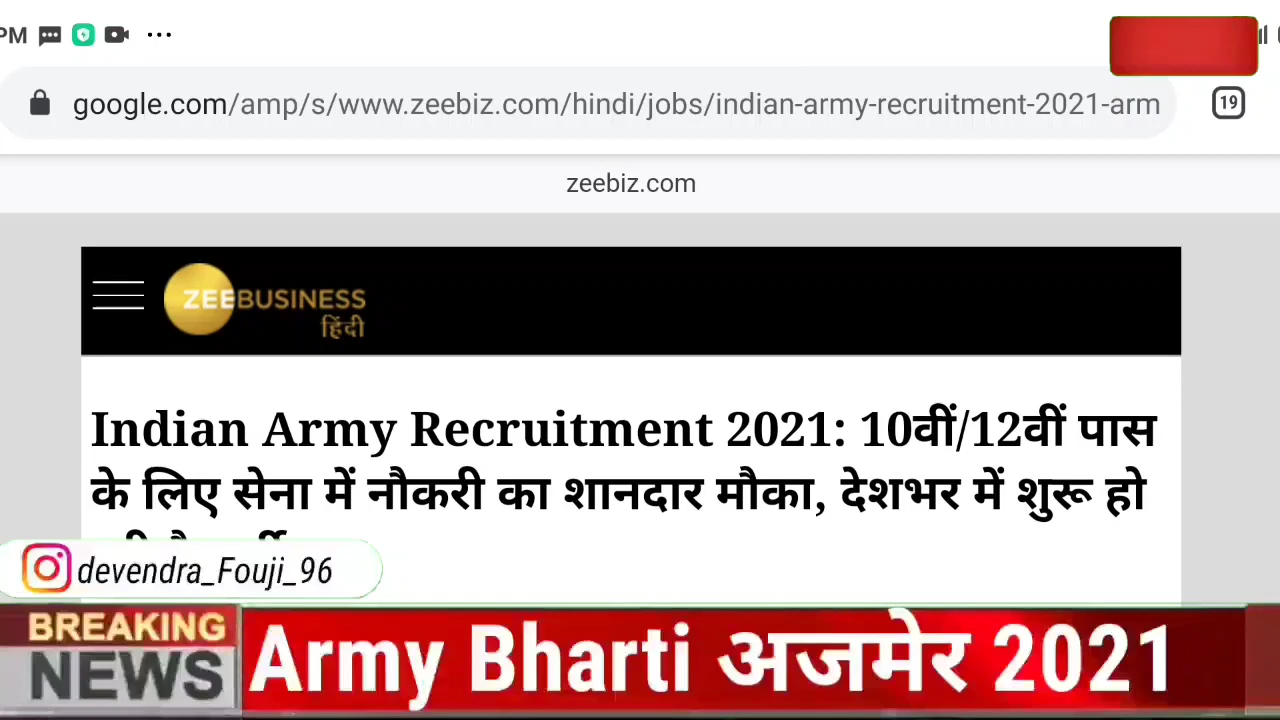 PM
google.com/amp/s/www.zeebiz.com/hindi/jobs/indian-army-recruitment-2021-arm
19
zeebiz.com
ZEEBUSINESS
हिंदी
Indian Army Recruitment 2021: 10वीं/12वीं पास
के लिए सेना में नौकरी का शानदार मौका, देशभर में शुरू हो
devendra_Fouji_96
BREAKING
NEWS
Army Bharti अजमेर 2021